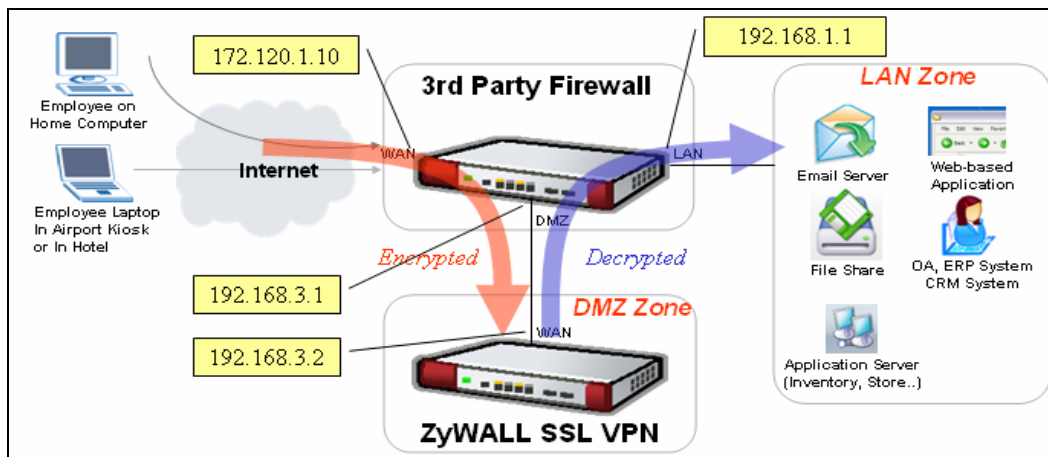 172.120.1.10
192.168.1.1
3rd Party Firewall
LAN Zone
Employee on
Home Computer
WAN
LAN
Internet
Email Server
Web-based
Application
Employee Laptop
In Airport Kiosk
or In Hotel
DMZ
Encrypted
Decrypted
File Share
OA, ERP System
CRM System
192.168.3.1
DMZ Zone
WAN
192.168.3.2
Application Server
(Inventory, Store..)
ZyWALL SSL VPN